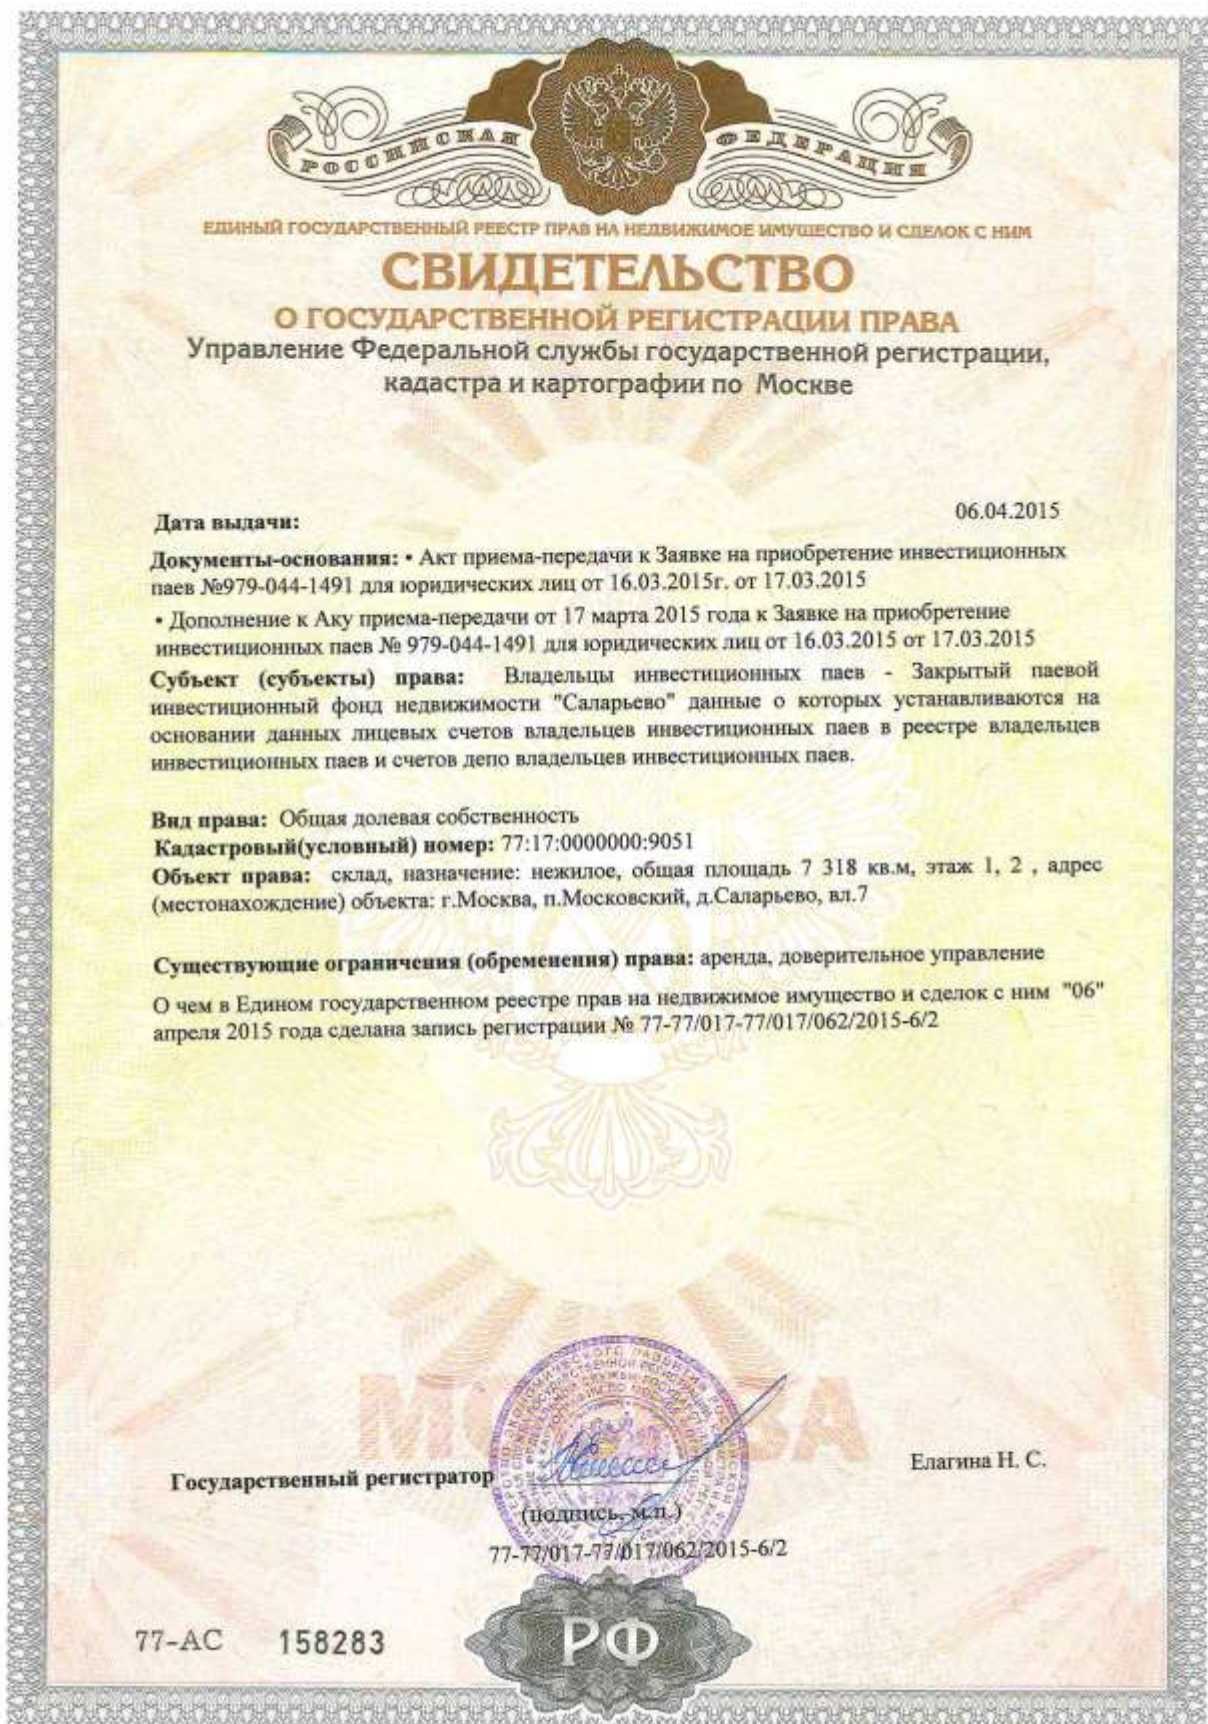 РОССИЙСКАЯ ФЕДЕРАЦИЯ
ЕДИНЫЙ ГОСУДАРСТВЕННЫЙ РЕЕСТР ПРАВ НА НЕДВИЖИМОЕ ИМУЩЕСТВО И СДЕЛОК С НИМ
СВИДЕТЕЛЬСТВО
О ГОСУДАРСТВЕННОЙ РЕГИСТРАЦИИ ПРАВА
Управление Федеральной службы государственной регистрации,
кадастра и картографии по Москве
Дата выдачи: 06.04.2015
Документы-основания: • Акт приема-передачи к Заявке на приобретение инвестиционных
паев №979-044-1491 для юридических лиц от 16.03.2015г. от 17.03.2015
• Дополнение к Аку приема-передачи от 17 марта 2015 года к Заявке на приобретение
инвестиционных паев № 979-044-1491 для юридических лиц от 16.03.2015 от 17.03.2015
Субъект (субъекты) права: Владельцы инвестиционных паев - Закрытый паевой
инвестиционный фонд недвижимости "Саларьево" данные о которых устанавливаются на
основании данных лицевых счетов владельцев инвестиционных паев в реестре владельцев
инвестиционных паев и счетов депо владельцев инвестиционных паев.
Вид права: Общая долевая собственность
Кадастровый(условный) номер: 77:17:0000000:9051
Объект права: склад, назначение: нежилое, общая площадь 7 318 кв.м, этаж 1, 2 , адрес
(местонахождение) объекта: г.Москва, п.Московский, д.Саларьево, вл.7
Существующие ограничения (обременения) права: аренда, доверительное управление
О чем в Едином государственном реестре прав на недвижимое имущество и сделок с ним "06"
апреля 2015 года сделана запись регистрации № 77-77/017-77/017/062/2015-6/2
МОСКВА
Государственный регистратор Елагина Н. С.
(подпись, м.п.)
77-77/017-77/017/062/2015-6/2
77-АС 158283
РФ